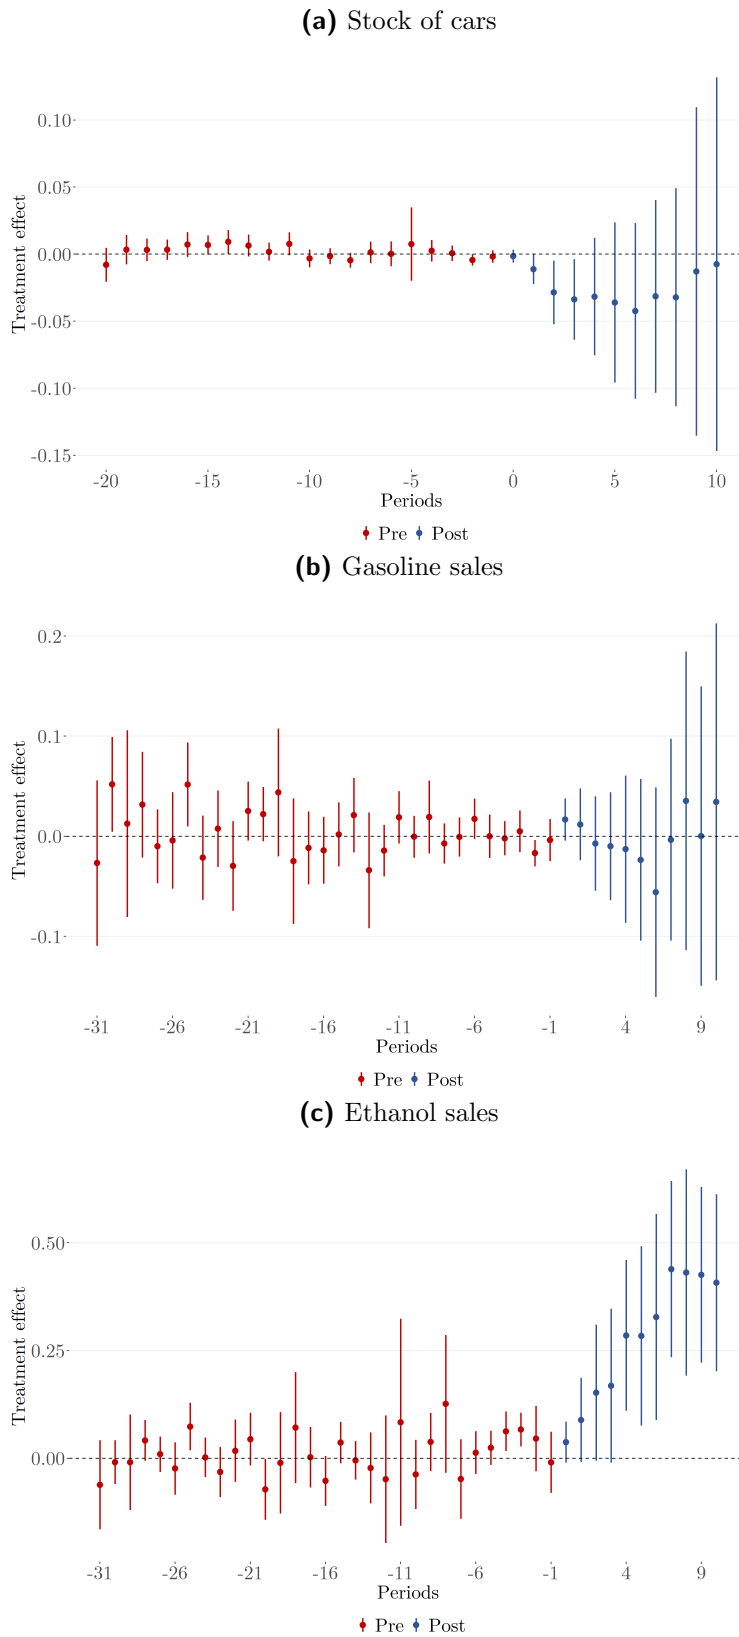 (a) Stock of cars
Treatment effect
0.10
0.05
0.00
-0.05
-0.10
-0.15
-20 -15 -10 -5 0 5 10
Periods
Pre Post
(b) Gasoline sales
Treatment effect
0.2
0.1
0.0
-0.1
-31 -26 -21 -16 -11 -6 -1 4 9
Periods
Pre Post
(c) Ethanol sales
Treatment effect
0.50
0.25
0.00
-31 -26 -21 -16 -11 -6 -1 4 9
Periods
Pre Post